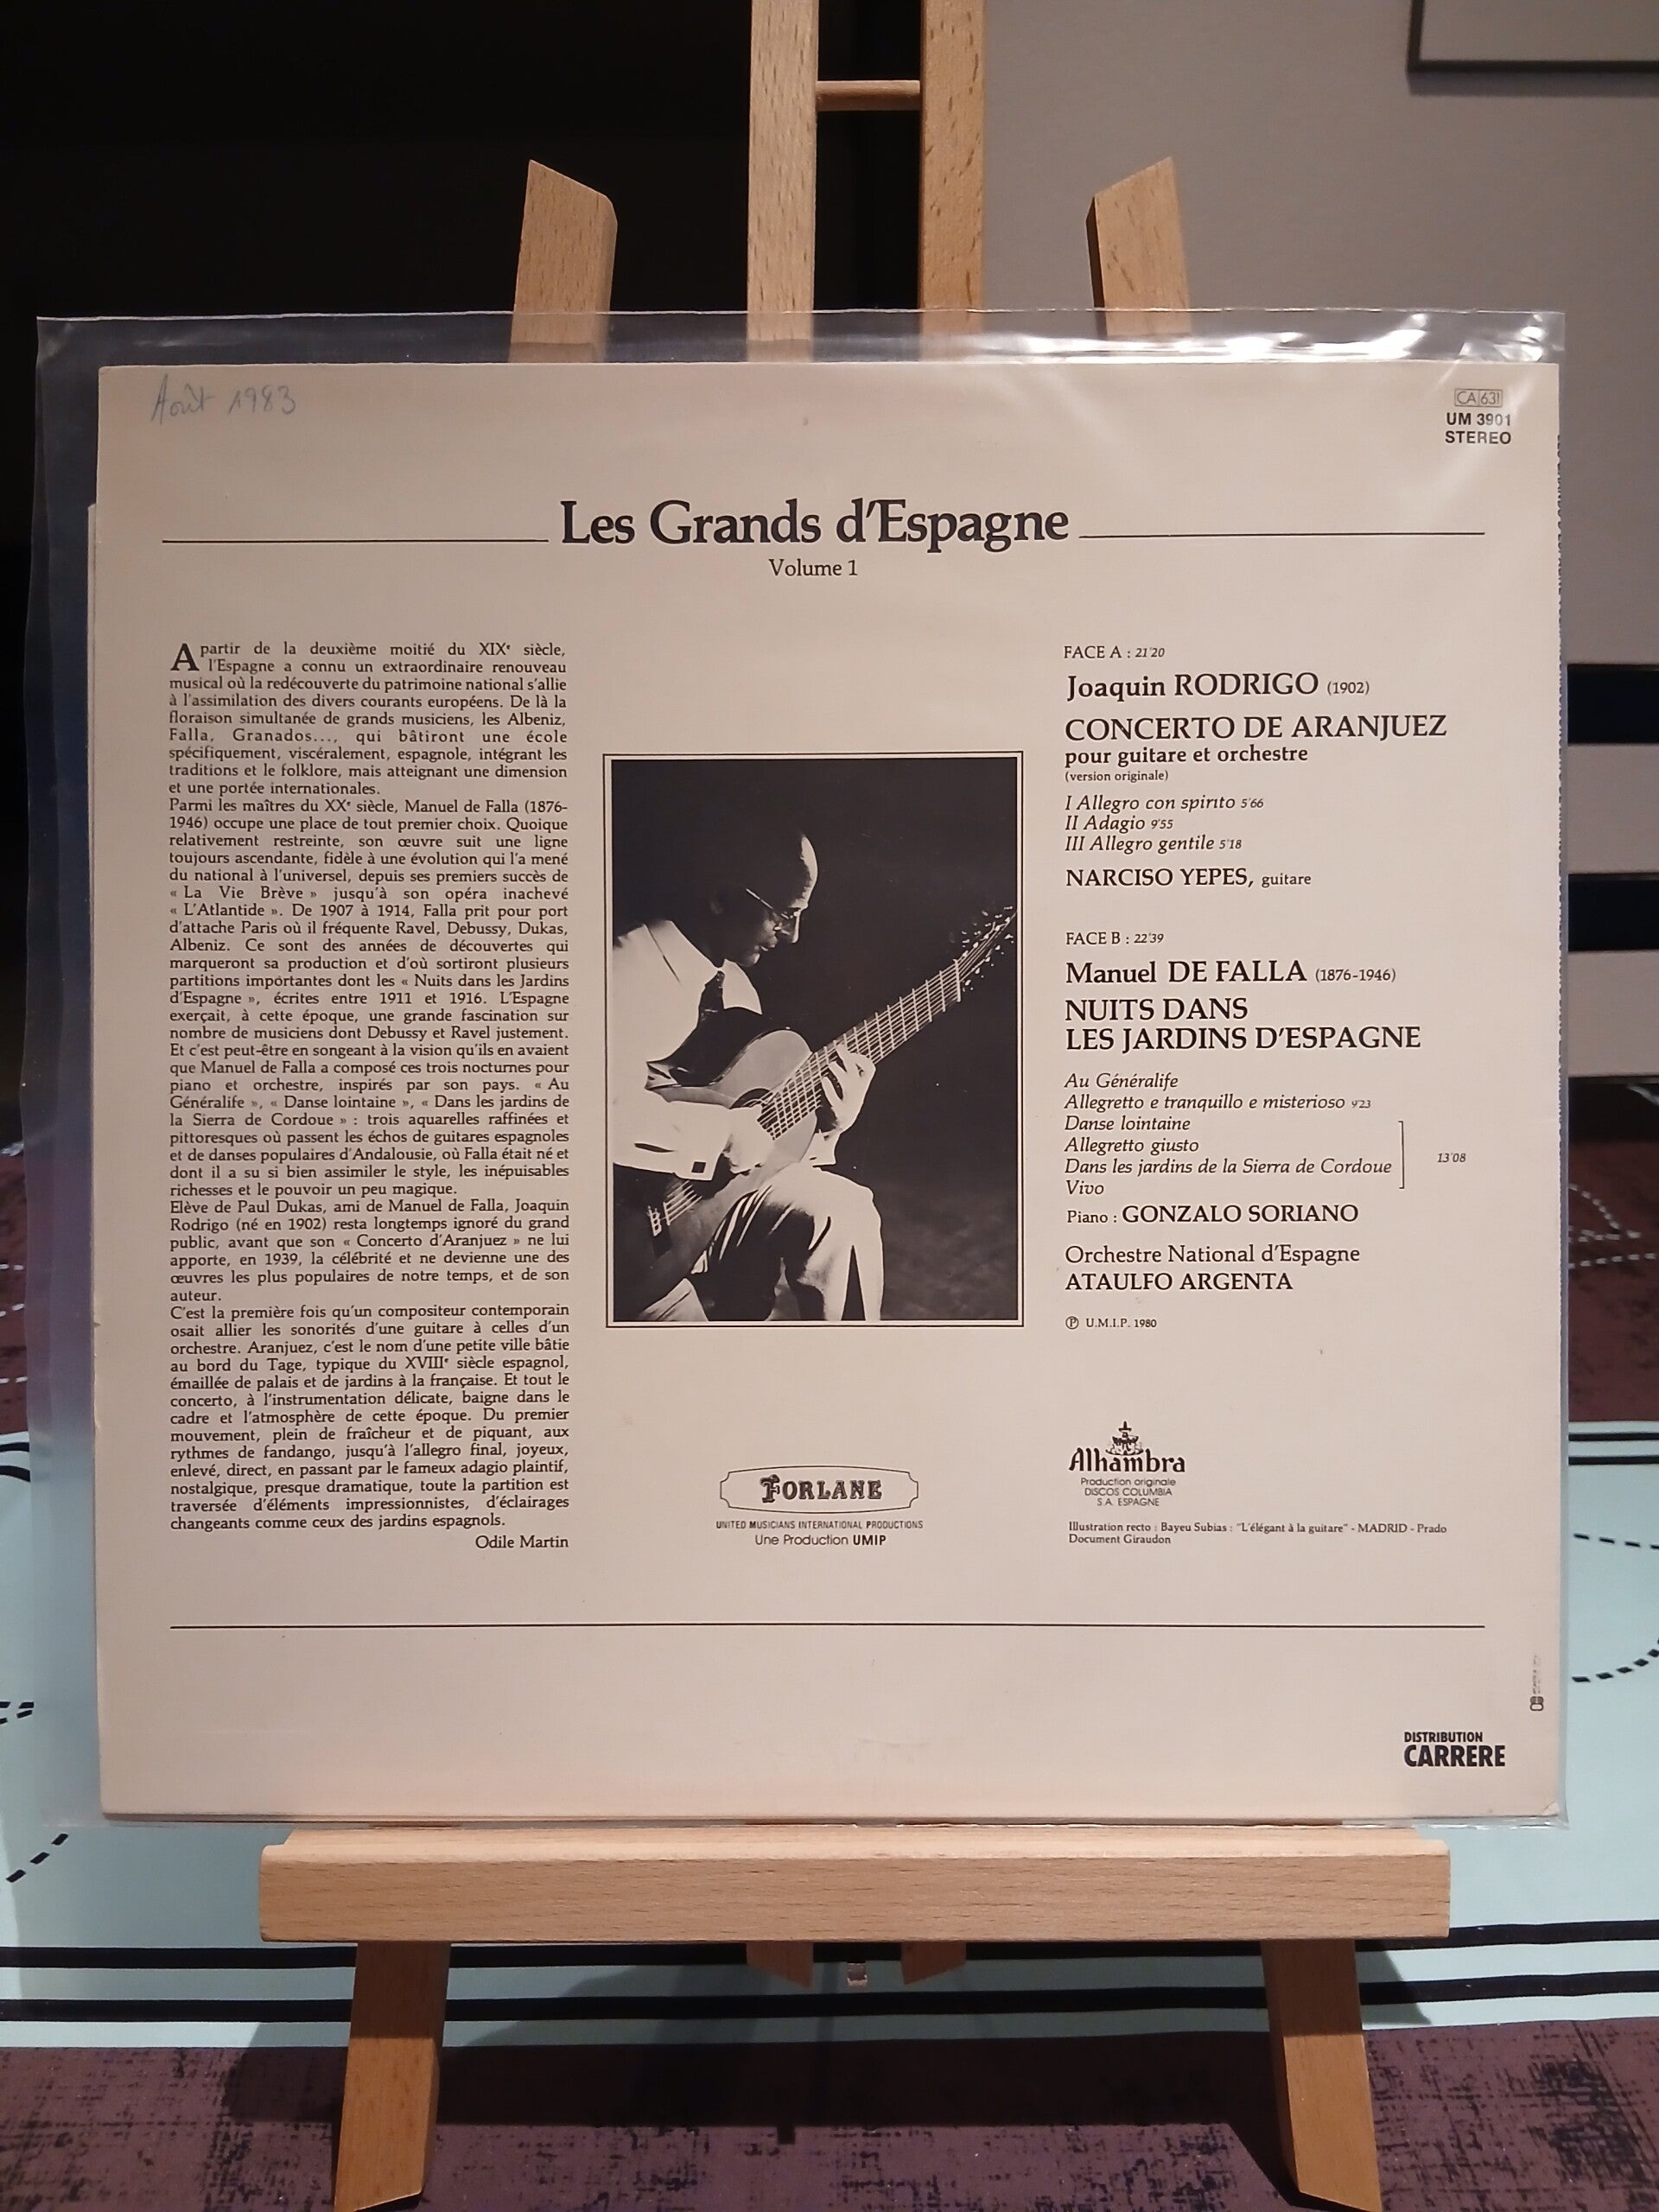 Août 1983
CA 631
UM 3901
STEREO
Les Grands d'Espagne
Volume 1
A partir de la deuxième moitié du XIXe siècle,
l'Espagne a connu un extraordinaire renouveau
musical où la redécouverte du patrimoine national s'allie
à l'assimilation des divers courants européens. De là la
floraison simultanée de grands musiciens, les Albeniz,
Falla, Granados..., qui bâtiront une école
spécifiquement, viscéralement, espagnole, intégrant les
traditions et le folklore, mais atteignant une dimension
et une portée internationales.
Parmi les maîtres du XXe siècle, Manuel de Falla (1876-
1946) occupe une place de tout premier choix. Quoique
relativement restreinte, son œuvre suit une ligne
toujours ascendante, fidèle à une évolution qui l'a mené
du national à l'universel, depuis ses premiers succès de
« La Vie Brève » jusqu'à son opéra inachevé
« L'Atlantide ». De 1907 à 1914, Falla prit pour port
d'attache Paris où il fréquente Ravel, Debussy, Dukas,
Albeniz. Ce sont des années de découvertes qui
marqueront sa production et d'où sortiront plusieurs
partitions importantes dont les « Nuits dans les Jardins
d'Espagne », écrites entre 1911 et 1916. L'Espagne
exerçait, à cette époque, une grande fascination sur
nombre de musiciens dont Debussy et Ravel justement.
Et c'est peut-être en songeant à la vision qu'ils en avaient
que Manuel de Falla a composé ces trois nocturnes pour
piano et orchestre, inspirés par son pays. « Au
Généralife », « Danse lointaine », « Dans les jardins de
la Sierra de Cordoue » : trois aquarelles raffinées et
pittoresques où passent les échos de guitares espagnoles
et de danses populaires d'Andalousie, où Falla était né et
dont il a su si bien assimiler le style, les inépuisables
richesses et le pouvoir un peu magique.
Elève de Paul Dukas, ami de Manuel de Falla, Joaquin
Rodrigo (né en 1902) resta longtemps ignoré du grand
public, avant que son « Concerto d'Aranjuez » ne lui
apporte, en 1939, la célébrité et ne devienne une des
œuvres les plus populaires de notre temps, et de son
auteur.
C'est la première fois qu'un compositeur contemporain
osait allier les sonorités d'une guitare à celles d'un
orchestre. Aranjuez, c'est le nom d'une petite ville bâtie
au bord du Tage, typique du XVIIIe siècle espagnol,
émaillée de palais et de jardins à la française. Et tout le
concerto, à l'instrumentation délicate, baigne dans le
cadre et l'atmosphère de cette époque. Du premier
mouvement, plein de fraîcheur et de piquant, aux
rythmes de fandango, jusqu'à l'allegro final, joyeux,
enlevé, direct, en passant par le fameux adagio plaintif,
nostalgique, presque dramatique, toute la partition est
traversée d'éléments impressionnistes, d'éclairages
changeants comme ceux des jardins espagnols.
Odile Martin
FORLANE
UNITED MUSICIANS INTERNATIONAL PRODUCTIONS
Une Production UMIP
FACE A : 21'20
Joaquin RODRIGO (1902)
CONCERTO DE ARANJUEZ
pour guitare et orchestre
(version originale)
I Allegro con spirito 5'66
II Adagio 9'55
III Allegro gentile 5'18
NARCISO YEPES, guitare
FACE B : 22'39
Manuel DE FALLA (1876-1946)
NUITS DANS
LES JARDINS D'ESPAGNE
Au Généralife
Allegretto e tranquillo e misterioso 9'23
Danse lointaine
Allegretto giusto
Dans les jardins de la Sierra de Cordoue
Vivo
13'08
Piano : GONZALO SORIANO
Orchestre National d'Espagne
ATAULFO ARGENTA
Ⓟ U.M.I.P. 1980
Alhambra
Production originale
DISCOS COLUMBIA
S.A. ESPAGNE
Illustration recto : Bayeu Subias : "L'élégant à la guitare" - MADRID - Prado
Document Giraudon
DISTRIBUTION
CARRERE